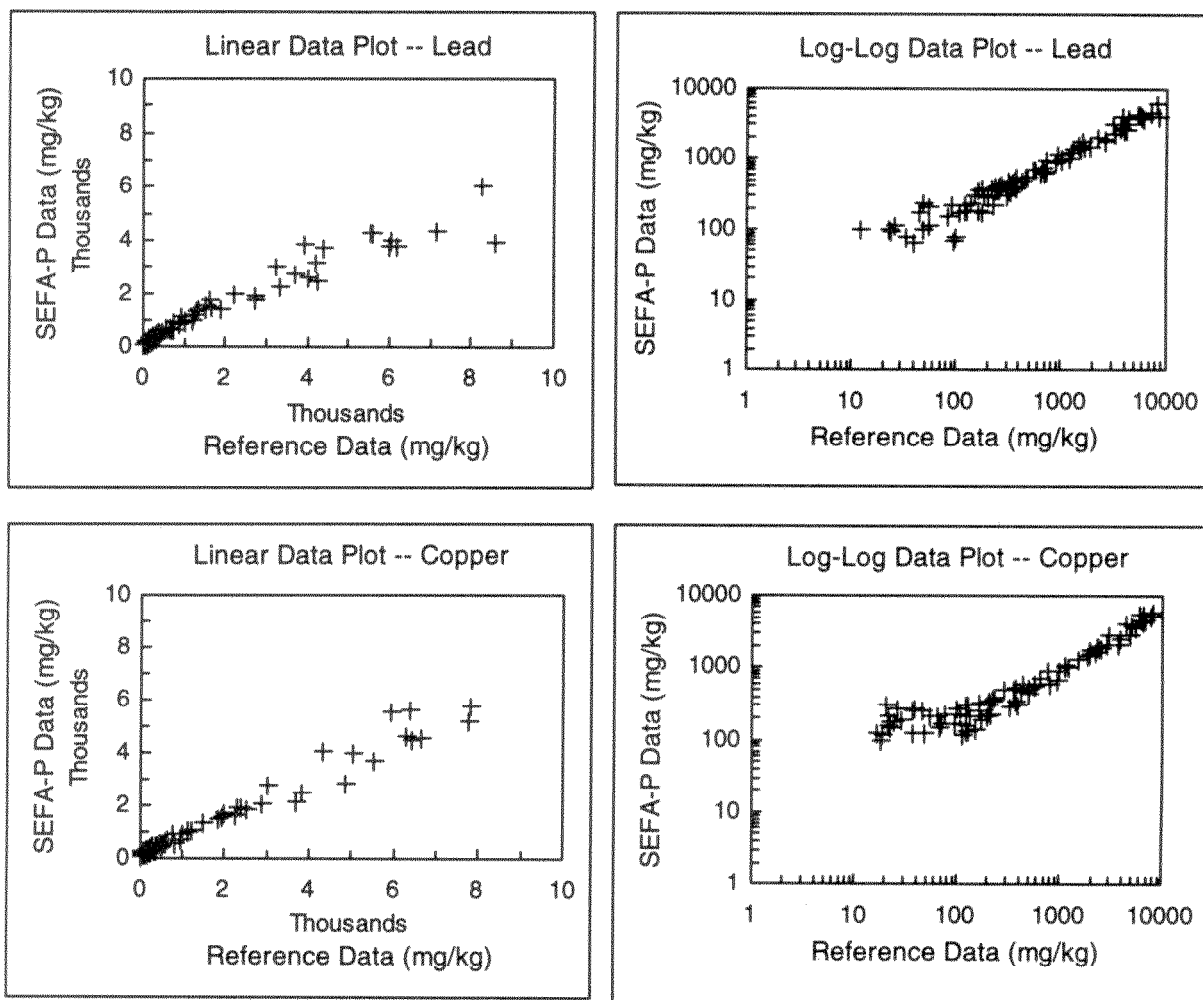 Linear Data Plot -- Lead
SEFA-P Data (mg/kg)
Thousands
10
8
6
4
2
0
0 2 4 6 8 10
Thousands
Reference Data (mg/kg)
Log-Log Data Plot -- Lead
SEFA-P Data (mg/kg)
10000
1000
100
10
1
1 10 100 1000 10000
Reference Data (mg/kg)
Linear Data Plot -- Copper
SEFA-P Data (mg/kg)
Thousands
10
8
6
4
2
0
0 2 4 6 8 10
Thousands
Reference Data (mg/kg)
Log-Log Data Plot -- Copper
SEFA-P Data (mg/kg)
10000
1000
100
10
1
1 10 100 1000 10000
Reference Data (mg/kg)